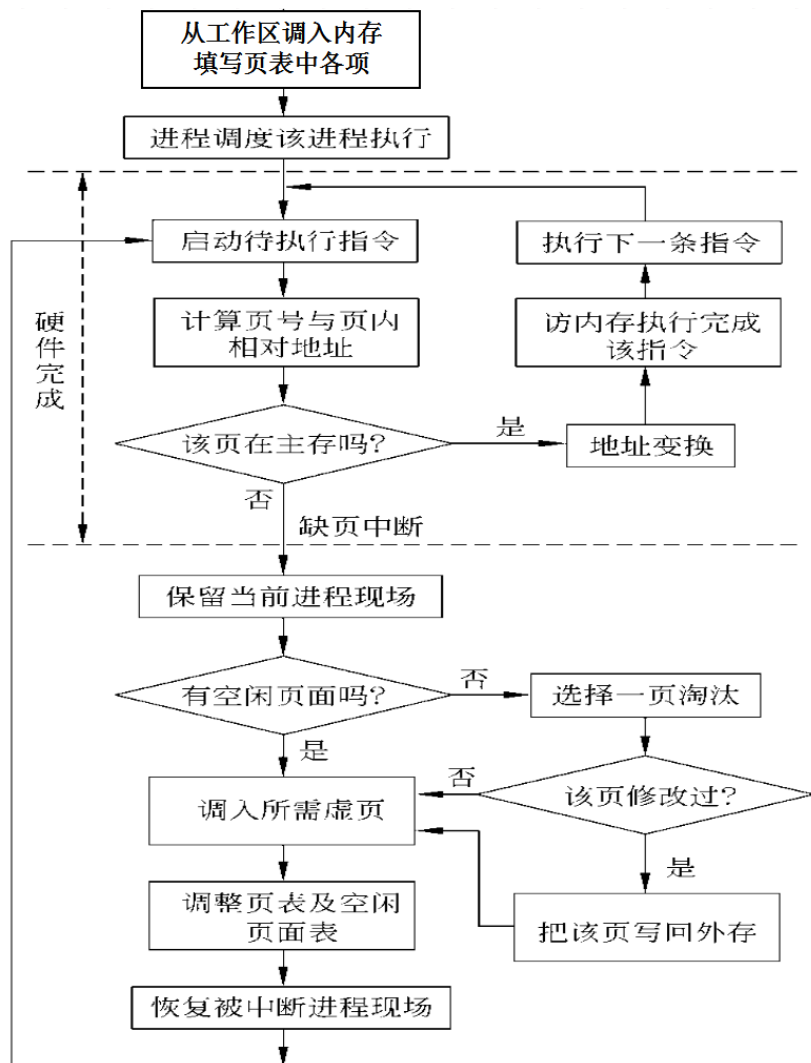 从工作区调入内存
填写页表中各项
进程调度该进程执行
启动待执行指令
执行下一条指令
硬件完成
计算页号与页内
相对地址
访内存执行完成
该指令
该页在主存吗?
是
地址变换
否
缺页中断
保留当前进程现场
有空闲页面吗?
否
选择一页淘汰
是
否
调入所需虚页
该页修改过?
是
调整页表及空闲
页面表
把该页写回外存
恢复被中断进程现场